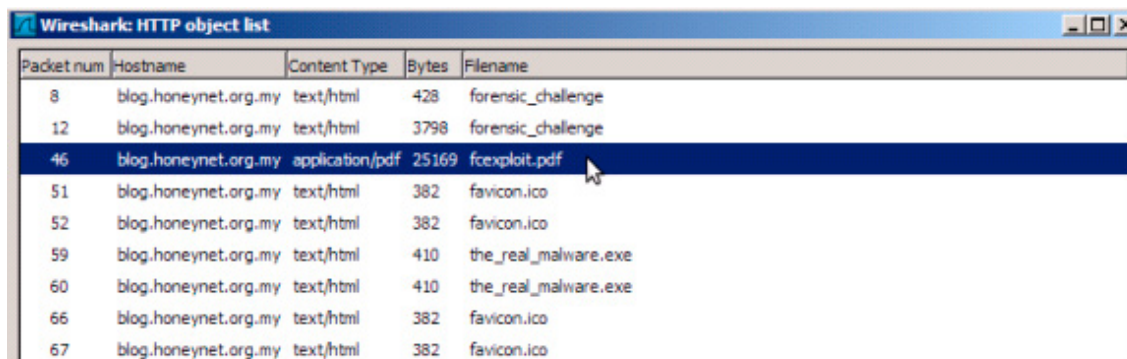 Wireshark: HTTP object list
Packet num Hostname Content Type Bytes Filename
8 blog.honeynet.org.my text/html 428 forensic_challenge
12 blog.honeynet.org.my text/html 3798 forensic_challenge
46 blog.honeynet.org.my application/pdf 25169 fcexploit.pdf
51 blog.honeynet.org.my text/html 382 favicon.ico
52 blog.honeynet.org.my text/html 382 favicon.ico
59 blog.honeynet.org.my text/html 410 the_real_malware.exe
60 blog.honeynet.org.my text/html 410 the_real_malware.exe
66 blog.honeynet.org.my text/html 382 favicon.ico
67 blog.honeynet.org.my text/html 382 favicon.ico